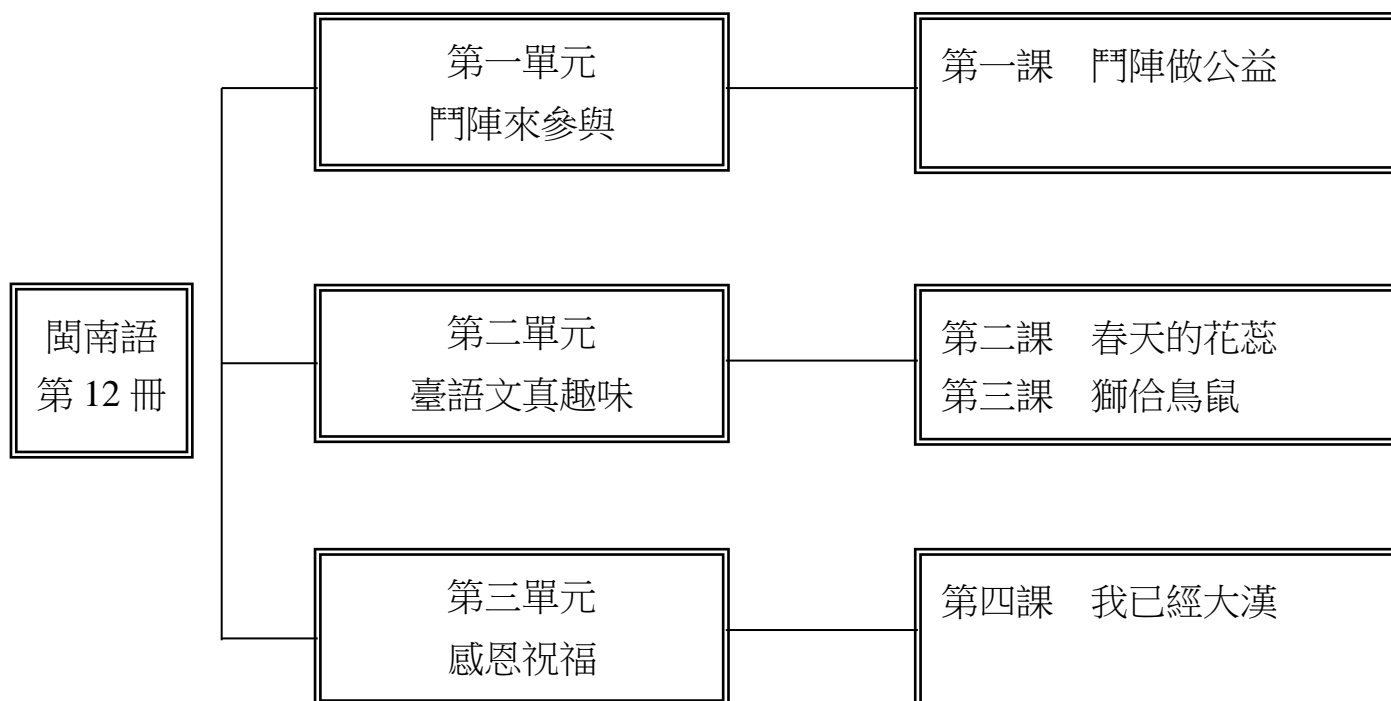 閩南語
第 12 冊
第一單元
鬥陣來參與
第一課　鬥陣做公益
第二單元
臺語文真趣味
第二課　春天的花蕊
第三課　獅佮鳥鼠
第三單元
感恩祝福
第四課　我已經大漢